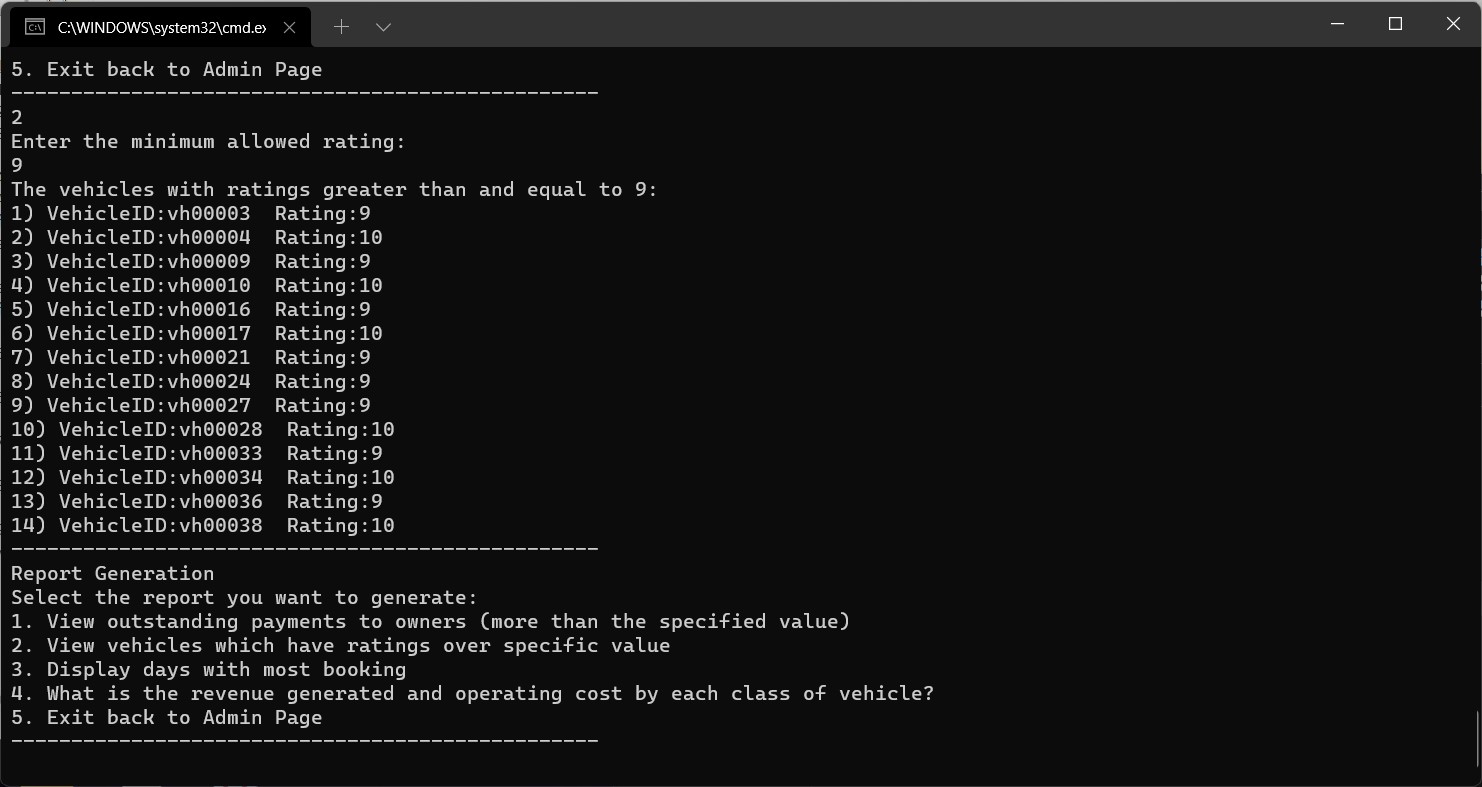 C:\WINDOWS\system32\cmd.ex
5. Exit back to Admin Page
-------------------------------------------------
2
Enter the minimum allowed rating:
9
The vehicles with ratings greater than and equal to 9:
1) VehicleID:vh00003  Rating:9
2) VehicleID:vh00004  Rating:10
3) VehicleID:vh00009  Rating:9
4) VehicleID:vh00010  Rating:10
5) VehicleID:vh00016  Rating:9
6) VehicleID:vh00017  Rating:10
7) VehicleID:vh00021  Rating:9
8) VehicleID:vh00024  Rating:9
9) VehicleID:vh00027  Rating:9
10) VehicleID:vh00028  Rating:10
11) VehicleID:vh00033  Rating:9
12) VehicleID:vh00034  Rating:10
13) VehicleID:vh00036  Rating:9
14) VehicleID:vh00038  Rating:10
-------------------------------------------------
Report Generation
Select the report you want to generate:
1. View outstanding payments to owners (more than the specified value)
2. View vehicles which have ratings over specific value
3. Display days with most booking
4. What is the revenue generated and operating cost by each class of vehicle?
5. Exit back to Admin Page
-------------------------------------------------